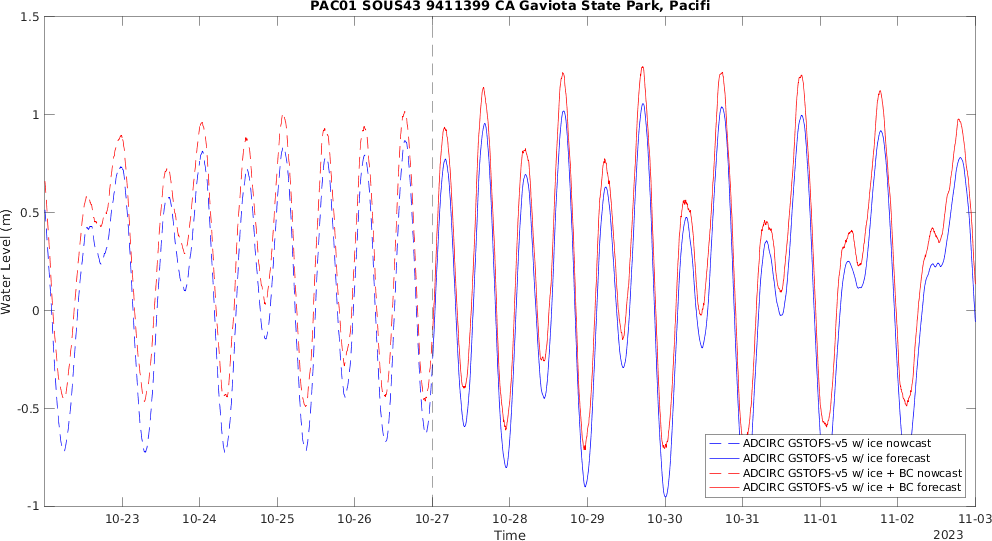 PAC01 SOUS43 9411399 CA Gaviota State Park, Pacifi
1.5
1
0.5
0
-0.5
-1
Water Level (m)
10-23 10-24 10-25 10-26 10-27 10-28 10-29 10-30 10-31 11-01 11-02 11-03
Time
2023
ADCIRC GSTOFS-v5 w/ ice nowcast
ADCIRC GSTOFS-v5 w/ ice forecast
ADCIRC GSTOFS-v5 w/ ice + BC nowcast
ADCIRC GSTOFS-v5 w/ ice + BC forecast